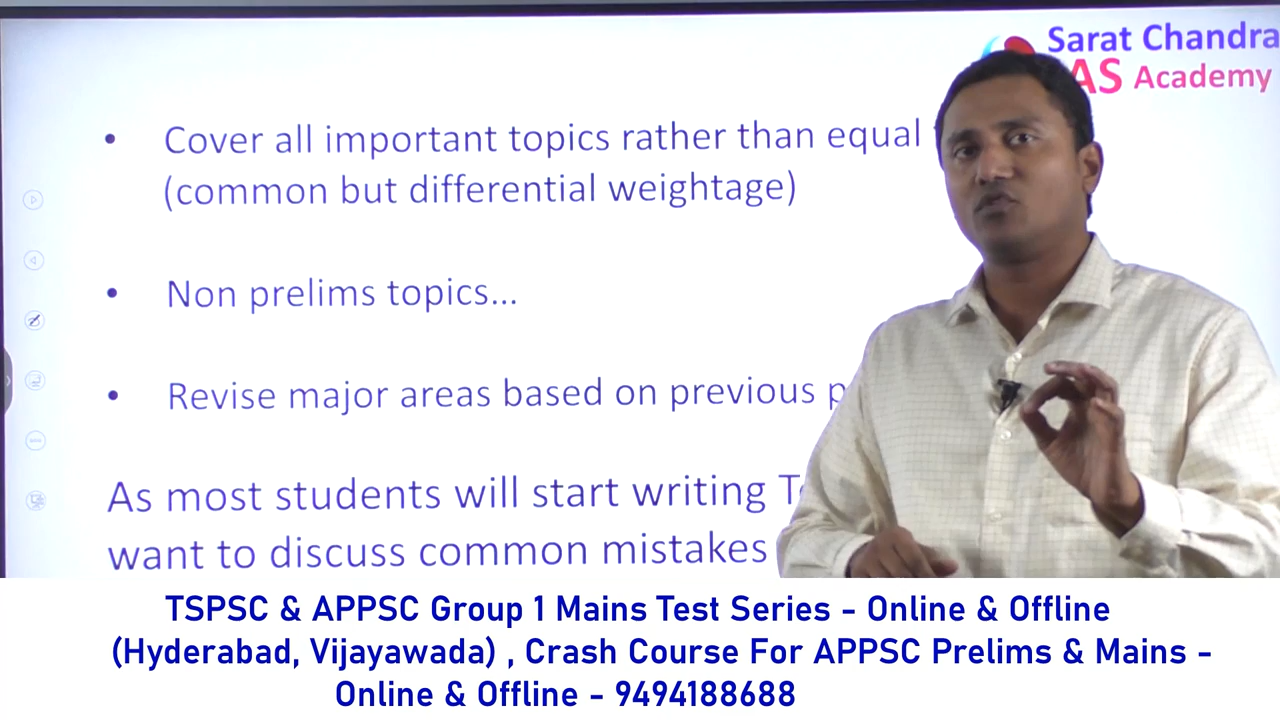 Sarat Chandra
AS Academy
• Cover all important topics rather than equal
(common but differential weightage)
• Non prelims topics...
• Revise major areas based on previous
As most students will start writing
want to discuss common mistakes
TSPSC & APPSC Group 1 Mains Test Series - Online & Offline
(Hyderabad, Vijayawada) , Crash Course For APPSC Prelims & Mains -
Online & Offline - 9494188688